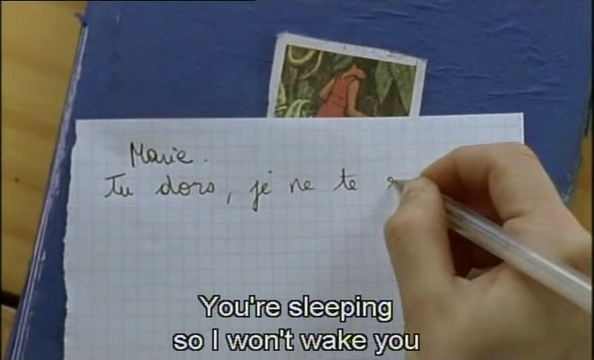 Marie.
Tu dors, je ne te
You're sleeping
so I won't wake you